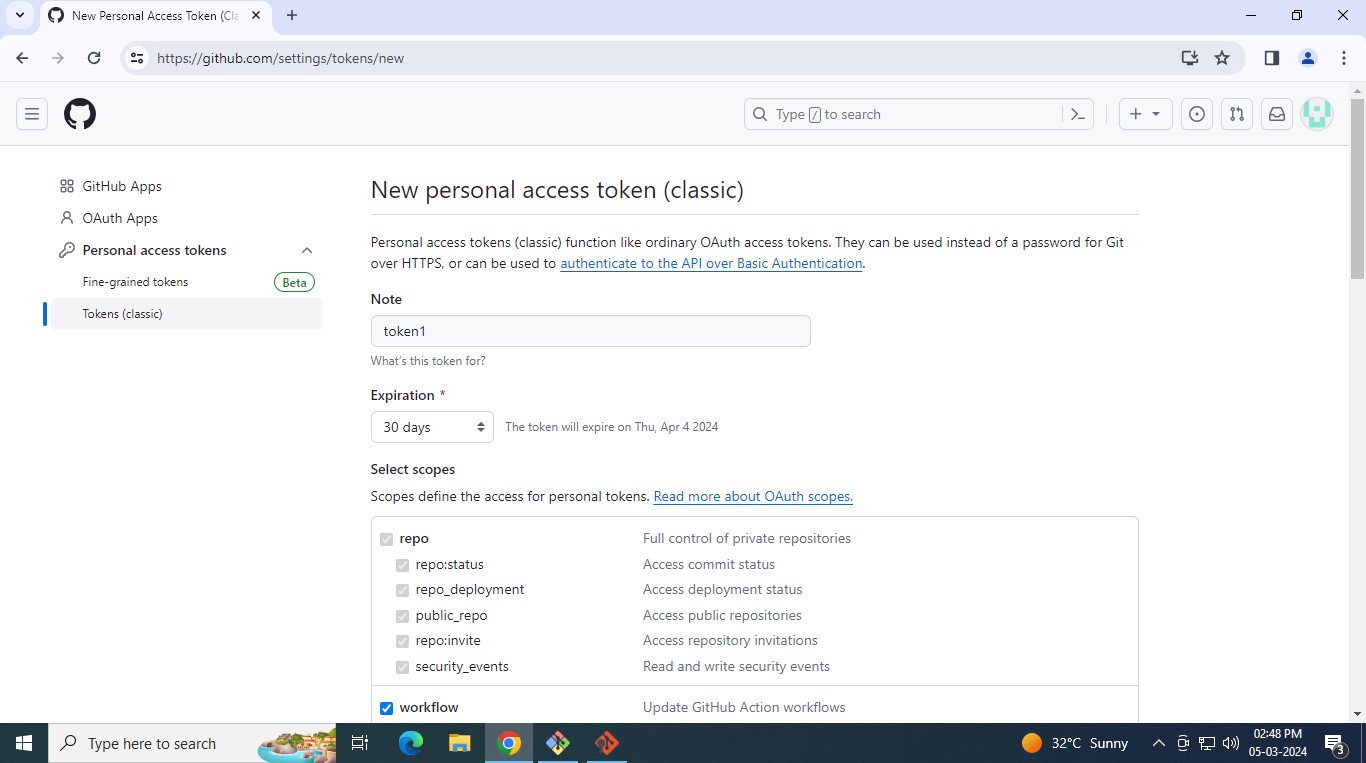 New Personal Access Token (Cla
https://github.com/settings/tokens/new
Type / to search
GitHub Apps
OAuth Apps
Personal access tokens
Fine-grained tokens Beta
Tokens (classic)
New personal access token (classic)
Personal access tokens (classic) function like ordinary OAuth access tokens. They can be used instead of a password for Git
over HTTPS, or can be used to authenticate to the API over Basic Authentication.
Note
token1
What's this token for?
Expiration *
30 days The token will expire on Thu, Apr 4 2024
Select scopes
Scopes define the access for personal tokens. Read more about OAuth scopes.
repo Full control of private repositories
repo:status Access commit status
repo_deployment Access deployment status
public_repo Access public repositories
repo:invite Access repository invitations
security_events Read and write security events
workflow Update GitHub Action workflows
Type here to search
32°C Sunny
02:48 PM
05-03-2024
3